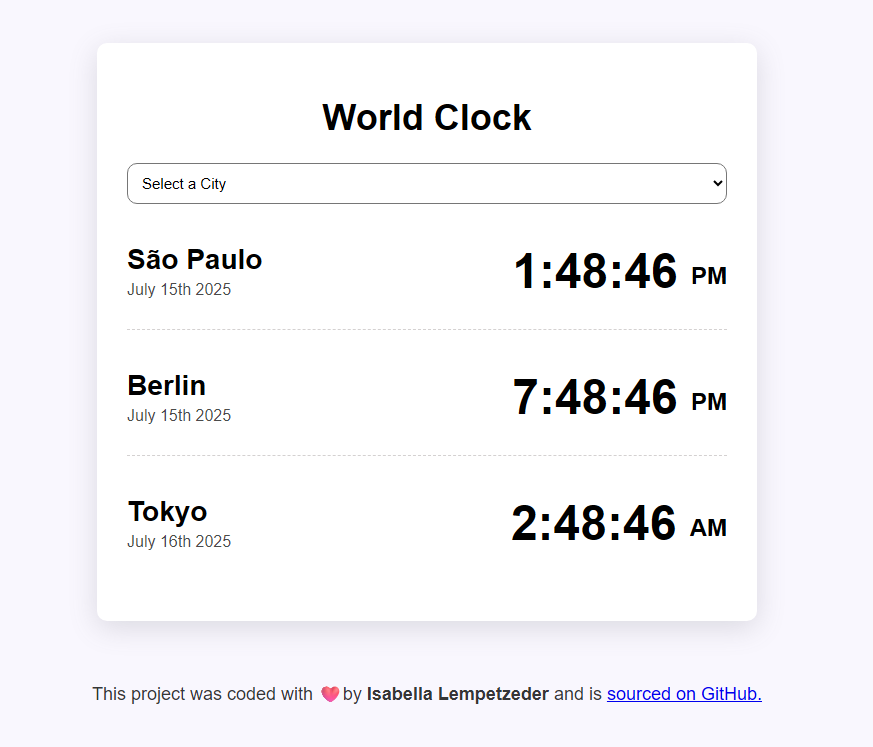 World Clock
Select a City
São Paulo
1:48:46 PM
July 15th 2025
Berlin
7:48:46 PM
July 15th 2025
Tokyo
2:48:46 AM
July 16th 2025
This project was coded with 💗 by Isabella Lempetzeder and is sourced on GitHub.